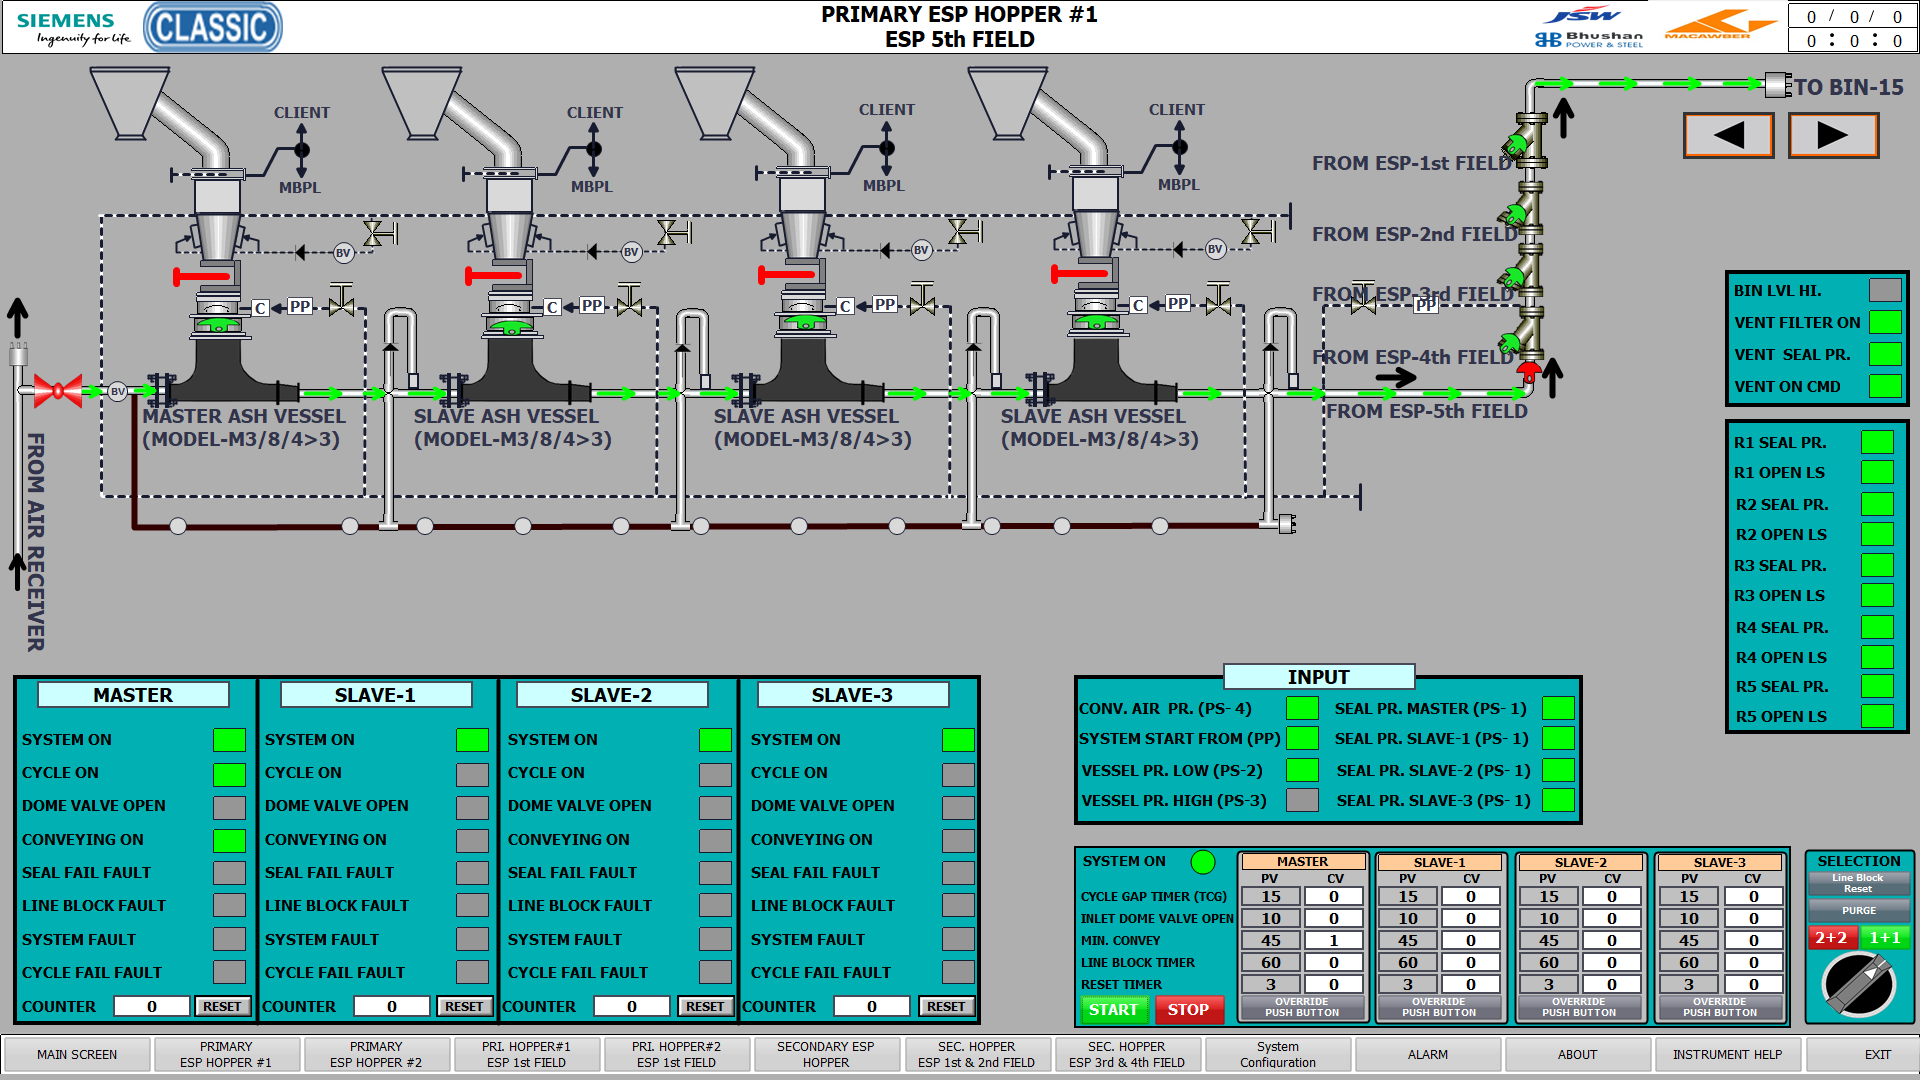 SIEMENS
Ingenuity for life
CLASSIC
PRIMARY ESP HOPPER #1
ESP 5th FIELD
JSW
Bhushan
POWER & STEEL
MACAWBER
0 / 0 / 0
0 : 0 : 0
CLIENT
MBPL
CLIENT
MBPL
CLIENT
MBPL
CLIENT
MBPL
TO BIN-15
FROM ESP-1st FIELD
FROM ESP-2nd FIELD
FROM ESP-3rd FIELD
FROM ESP-4th FIELD
FROM ESP-5th FIELD
BV
BV
BV
BV
C
PP
C
PP
C
PP
C
PP
PP
BV
MASTER ASH VESSEL
(MODEL-M3/8/4>3)
SLAVE ASH VESSEL
(MODEL-M3/8/4>3)
SLAVE ASH VESSEL
(MODEL-M3/8/4>3)
SLAVE ASH VESSEL
(MODEL-M3/8/4>3)
FROM AIR RECEIVER
BIN LVL HI.
VENT FILTER ON
VENT SEAL PR.
VENT ON CMD
R1 SEAL PR.
R1 OPEN LS
R2 SEAL PR.
R2 OPEN LS
R3 SEAL PR.
R3 OPEN LS
R4 SEAL PR.
R4 OPEN LS
R5 SEAL PR.
R5 OPEN LS
MASTER
SYSTEM ON
CYCLE ON
DOME VALVE OPEN
CONVEYING ON
SEAL FAIL FAULT
LINE BLOCK FAULT
SYSTEM FAULT
CYCLE FAIL FAULT
COUNTER 0 RESET
SLAVE-1
SYSTEM ON
CYCLE ON
DOME VALVE OPEN
CONVEYING ON
SEAL FAIL FAULT
LINE BLOCK FAULT
SYSTEM FAULT
CYCLE FAIL FAULT
COUNTER 0 RESET
SLAVE-2
SYSTEM ON
CYCLE ON
DOME VALVE OPEN
CONVEYING ON
SEAL FAIL FAULT
LINE BLOCK FAULT
SYSTEM FAULT
CYCLE FAIL FAULT
COUNTER 0 RESET
SLAVE-3
SYSTEM ON
CYCLE ON
DOME VALVE OPEN
CONVEYING ON
SEAL FAIL FAULT
LINE BLOCK FAULT
SYSTEM FAULT
CYCLE FAIL FAULT
COUNTER 0 RESET
INPUT
CONV. AIR PR. (PS- 4) SEAL PR. MASTER (PS- 1)
SYSTEM START FROM (PP) SEAL PR. SLAVE-1 (PS- 1)
VESSEL PR. LOW (PS-2) SEAL PR. SLAVE-2 (PS- 1)
VESSEL PR. HIGH (PS-3) SEAL PR. SLAVE-3 (PS- 1)
SYSTEM ON MASTER SLAVE-1 SLAVE-2 SLAVE-3
PV CV PV CV PV CV PV CV
CYCLE GAP TIMER (TCG) 15 0 15 0 15 0 15 0
INLET DOME VALVE OPEN 10 0 10 0 10 0 10 0
MIN. CONVEY 45 1 45 0 45 0 45 0
LINE BLOCK TIMER 60 0 60 0 60 0 60 0
RESET TIMER 3 0 3 0 3 0 3 0
START STOP
OVERRIDE
PUSH BUTTON
OVERRIDE
PUSH BUTTON
OVERRIDE
PUSH BUTTON
OVERRIDE
PUSH BUTTON
SELECTION
Line Block
Reset
PURGE
2+2 1+1
MAIN SCREEN
PRIMARY
ESP HOPPER #1
PRIMARY
ESP HOPPER #2
PRI. HOPPER#1
ESP 1st FIELD
PRI. HOPPER#2
ESP 1st FIELD
SECONDARY ESP
HOPPER
SEC. HOPPER
ESP 1st & 2nd FIELD
SEC. HOPPER
ESP 3rd & 4th FIELD
System
Configuration
ALARM
ABOUT
INSTRUMENT HELP
EXIT